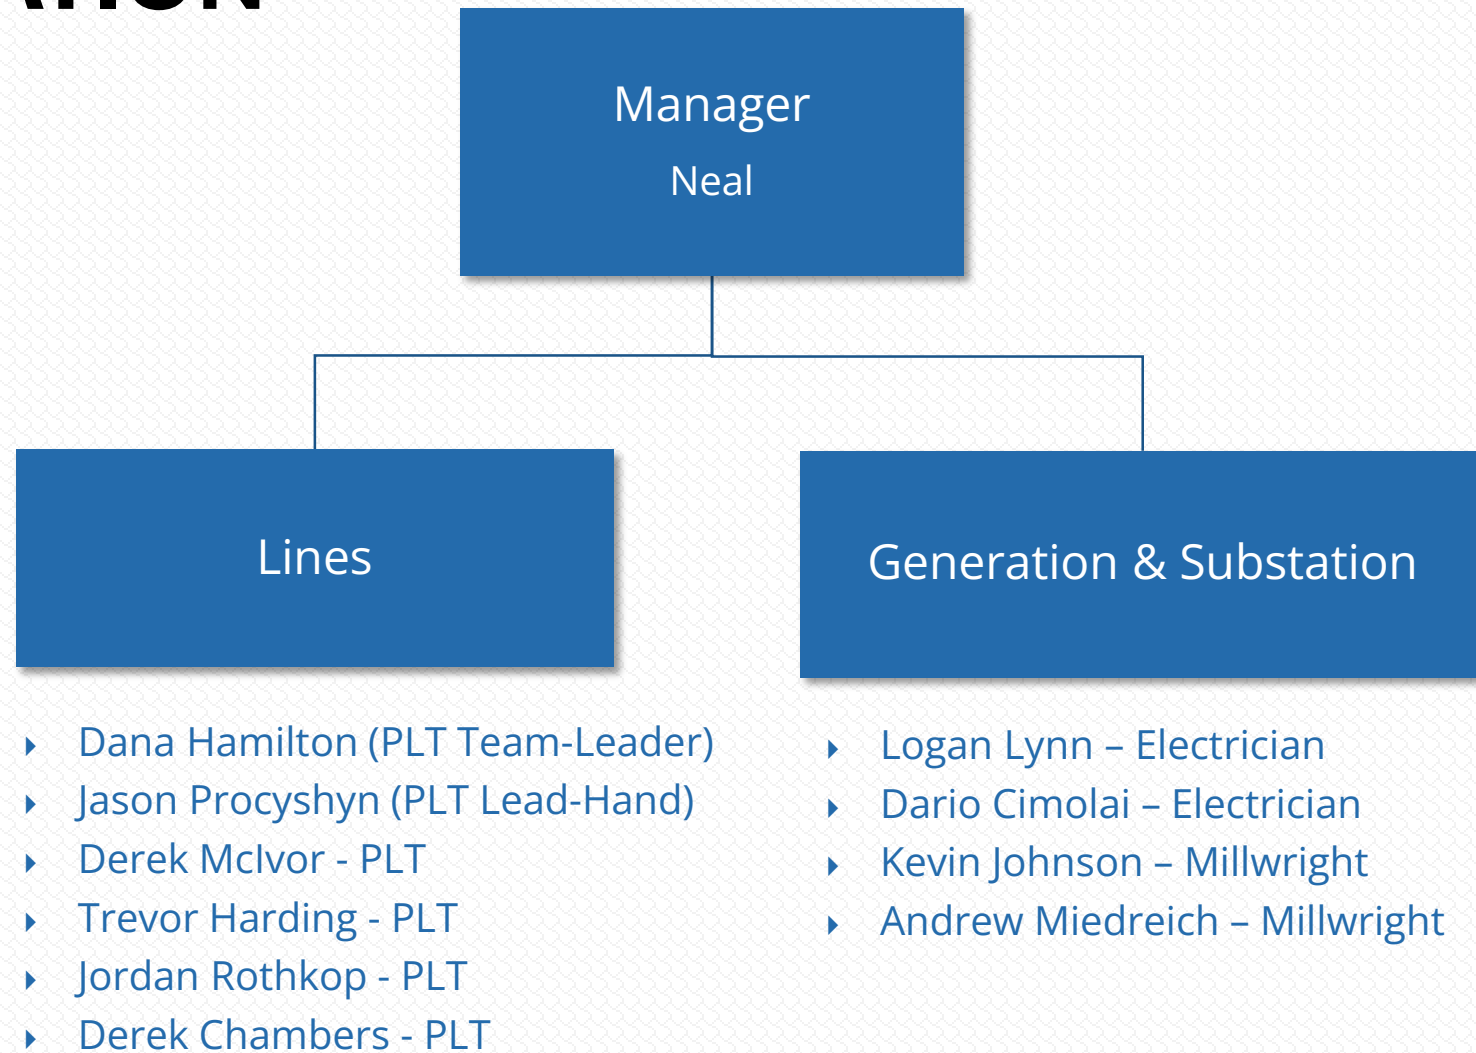 Manager
Neal
Lines
Generation & Substation
Dana Hamilton (PLT Team-Leader)
Jason Procyshyn (PLT Lead-Hand)
Derek McIvor - PLT
Trevor Harding - PLT
Jordan Rothkop - PLT
Derek Chambers - PLT
Logan Lynn – Electrician
Dario Cimolai – Electrician
Kevin Johnson – Millwright
Andrew Miedreich – Millwright